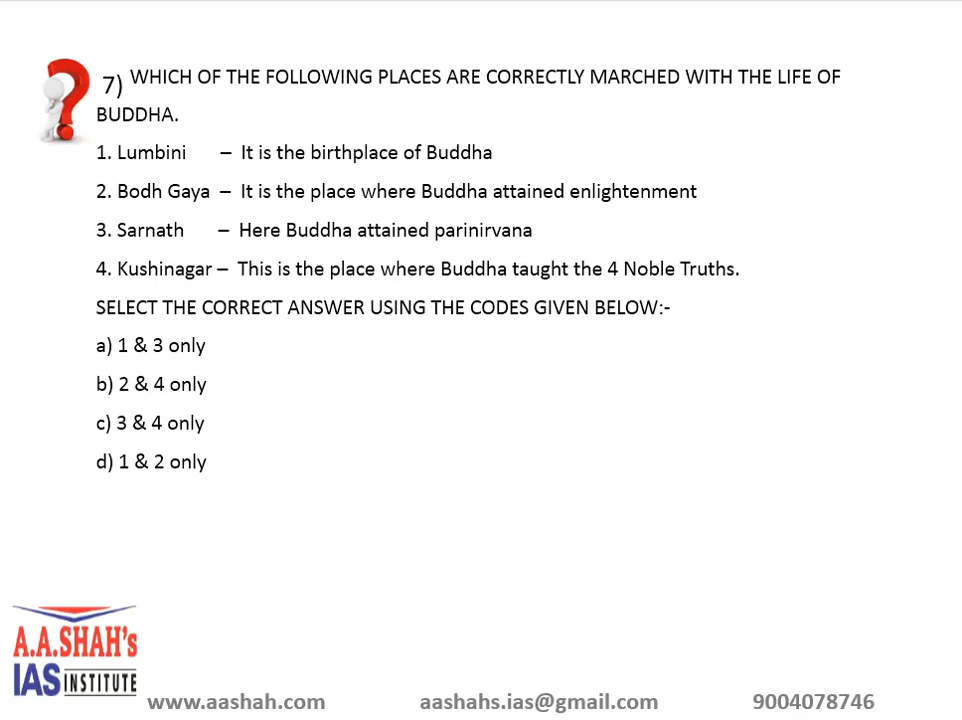 7) WHICH OF THE FOLLOWING PLACES ARE CORRECTLY MARCHED WITH THE LIFE OF
BUDDHA.
1. Lumbini – It is the birthplace of Buddha
2. Bodh Gaya – It is the place where Buddha attained enlightenment
3. Sarnath – Here Buddha attained parinirvana
4. Kushinagar – This is the place where Buddha taught the 4 Noble Truths.
SELECT THE CORRECT ANSWER USING THE CODES GIVEN BELOW:-
a) 1 & 3 only
b) 2 & 4 only
c) 3 & 4 only
d) 1 & 2 only
A.A.SHAH's
IAS INSTITUTE
www.aashah.com aashahs.ias@gmail.com 9004078746